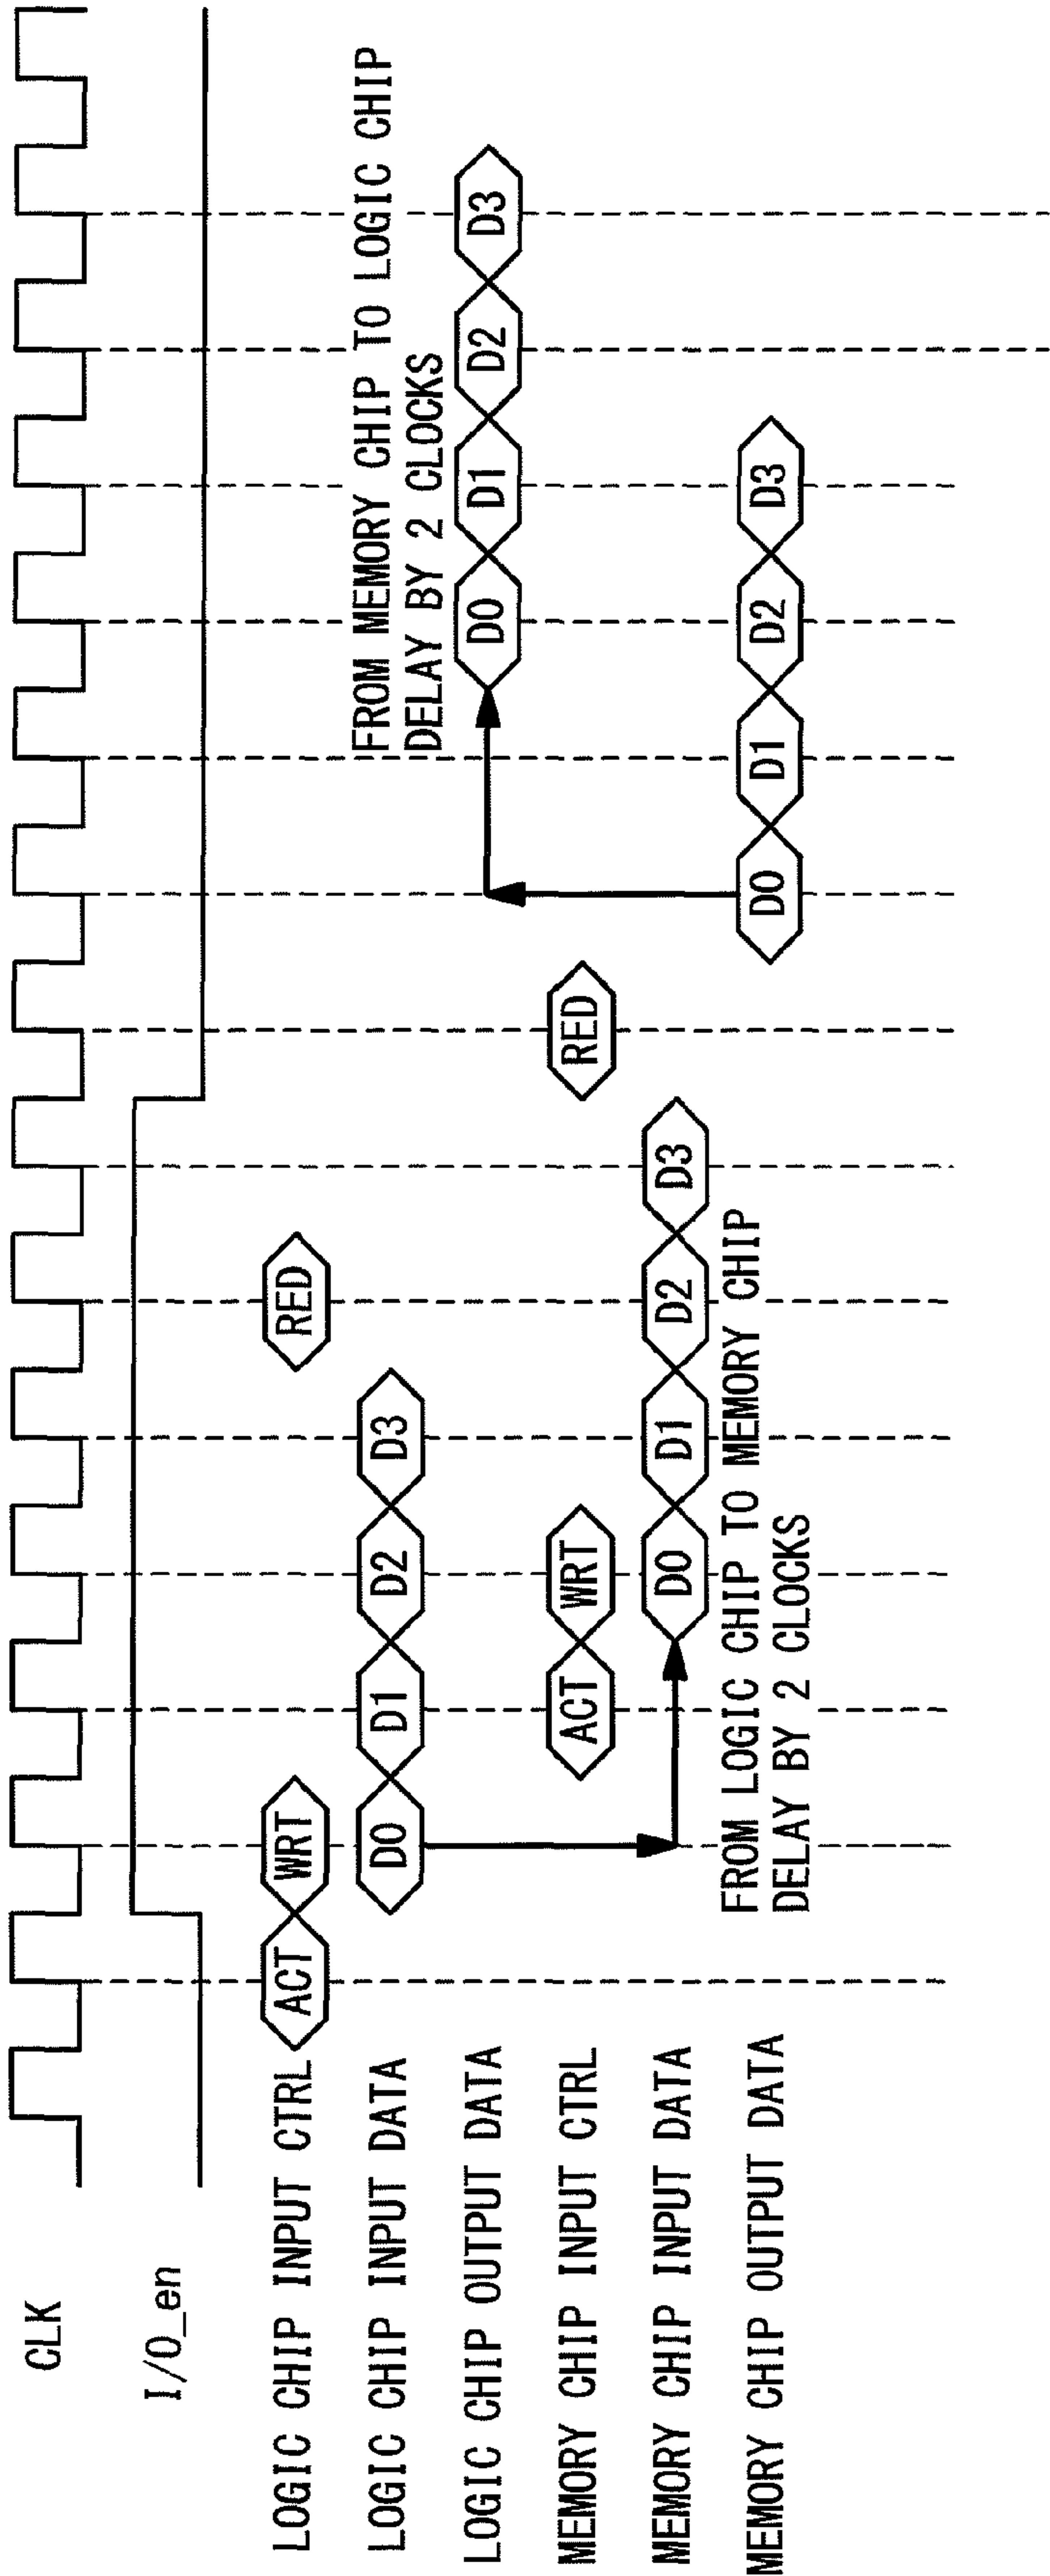 CLK
I/O_en
LOGIC CHIP INPUT CTRL
ACT WRT RED
LOGIC CHIP INPUT DATA
D0 D1 D2 D3
FROM MEMORY CHIP TO LOGIC CHIP
DELAY BY 2 CLOCKS
LOGIC CHIP OUTPUT DATA
D0 D1 D2 D3
MEMORY CHIP INPUT CTRL
ACT WRT RED
MEMORY CHIP INPUT DATA
D0 D1 D2 D3
FROM LOGIC CHIP TO MEMORY CHIP
DELAY BY 2 CLOCKS
MEMORY CHIP OUTPUT DATA
D0 D1 D2 D3